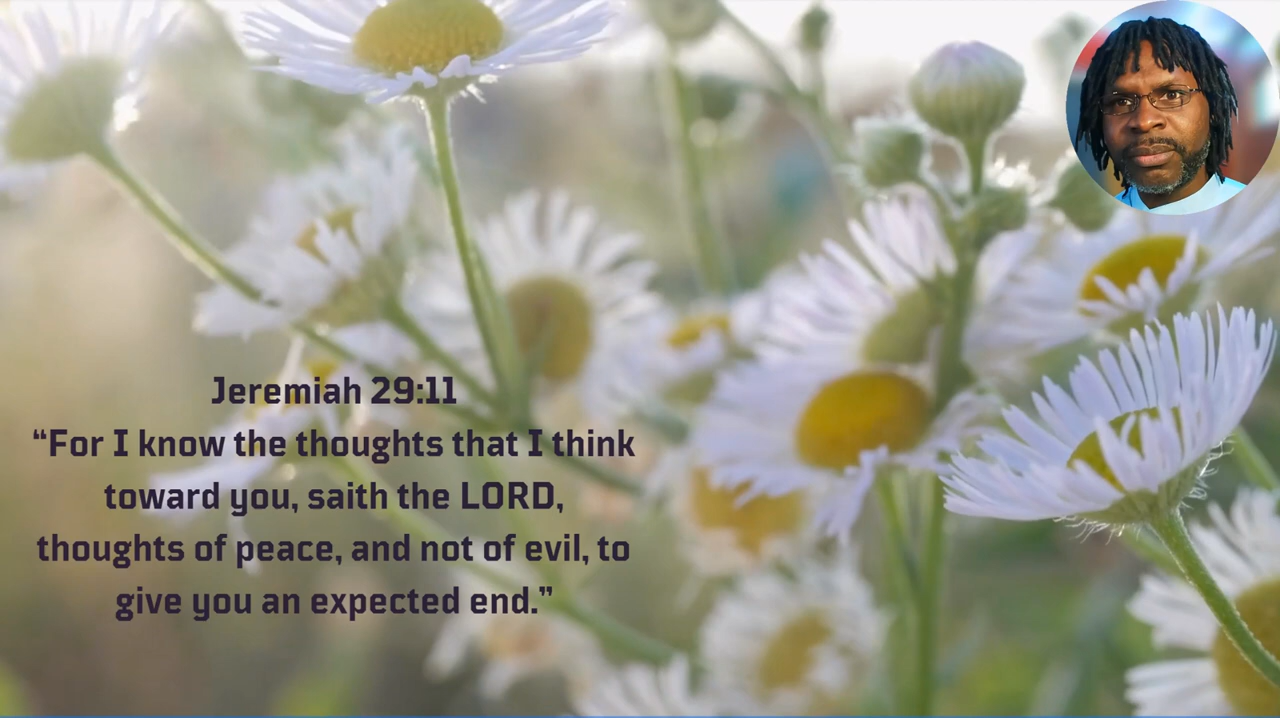 Jeremiah 29:11
“For I know the thoughts that I think
toward you, saith the LORD,
thoughts of peace, and not of evil, to
give you an expected end.”